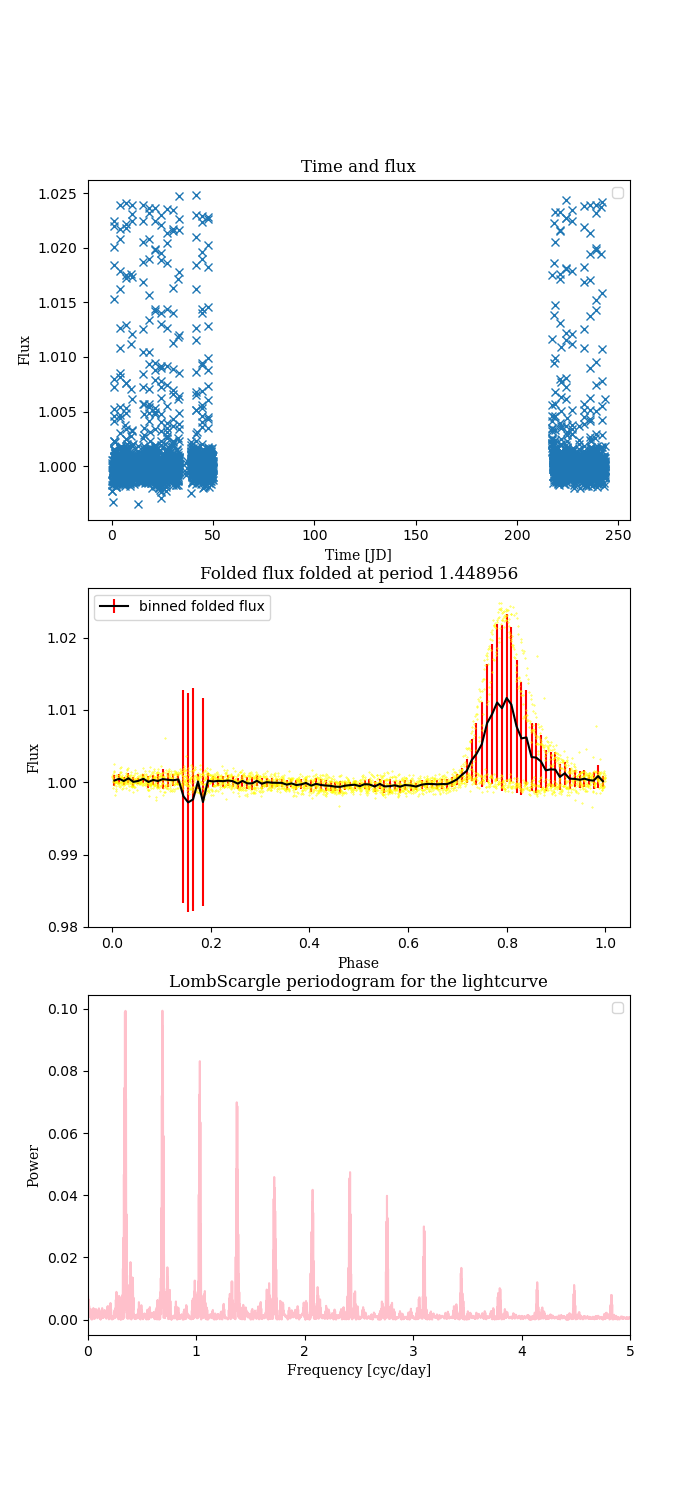 Time and flux
1.025
1.020
1.015
1.010
1.005
1.000
Flux
0 50 100 150 200 250
Time [JD]
Folded flux folded at period 1.448956
binned folded flux
1.02
1.01
1.00
0.99
0.98
Flux
0.0 0.2 0.4 0.6 0.8 1.0
Phase
LombScargle periodogram for the lightcurve
0.10
0.08
0.06
0.04
0.02
0.00
Power
0 1 2 3 4 5
Frequency [cyc/day]